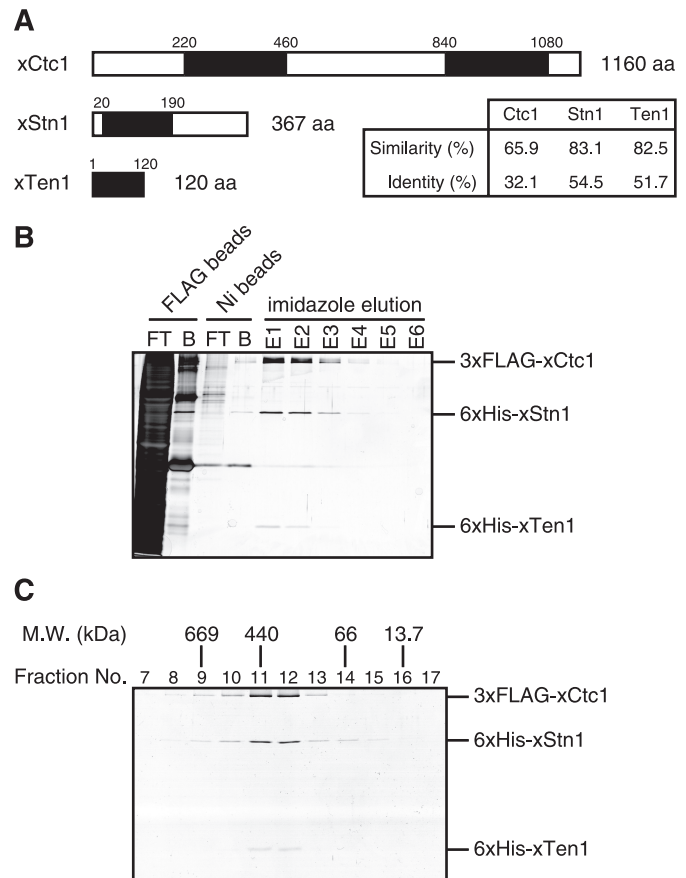 A
220 460 840 1080
xCtc1 1160 aa
20 190
xStn1 367 aa
1 120
xTen1 120 aa
Ctc1 Stn1 Ten1
Similarity (%) 65.9 83.1 82.5
Identity (%) 32.1 54.5 51.7
B
FLAG beads Ni beads imidazole elution
FT B FT B E1 E2 E3 E4 E5 E6
3xFLAG-xCtc1
6xHis-xStn1
6xHis-xTen1
C
M.W. (kDa) 669 440 66 13.7
Fraction No. 7 8 9 10 11 12 13 14 15 16 17
3xFLAG-xCtc1
6xHis-xStn1
6xHis-xTen1